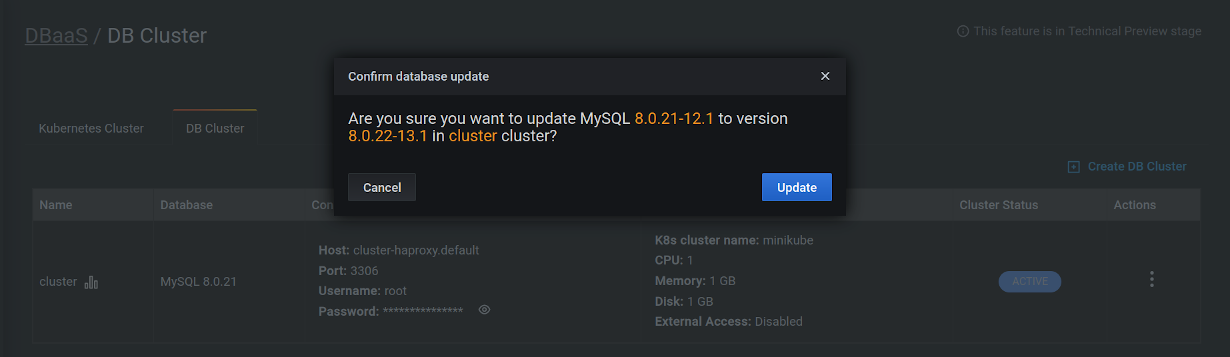 DBaaS / DB Cluster
This feature is in Technical Preview stage
Confirm database update
Are you sure you want to update MySQL 8.0.21-12.1 to version
8.0.22-13.1 in cluster cluster?
Cancel
Update
Kubernetes Cluster
DB Cluster
Create DB Cluster
Name
Database
Con
Cluster Status
Actions
cluster
MySQL 8.0.21
Host: cluster-haproxy.default
Port: 3306
Username: root
Password: ***************
K8s cluster name: minikube
CPU: 1
Memory: 1 GB
Disk: 1 GB
External Access: Disabled
ACTIVE